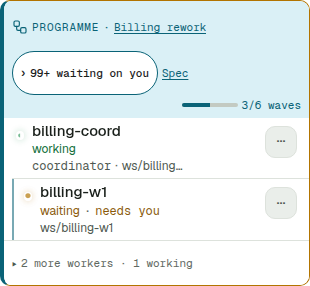 PROGRAMME · Billing rework
› 99+ waiting on you Spec
3/6 waves
billing-coord
working
coordinator · ws/billing…
billing-w1
waiting · needs you
ws/billing-w1
▸ 2 more workers · 1 working